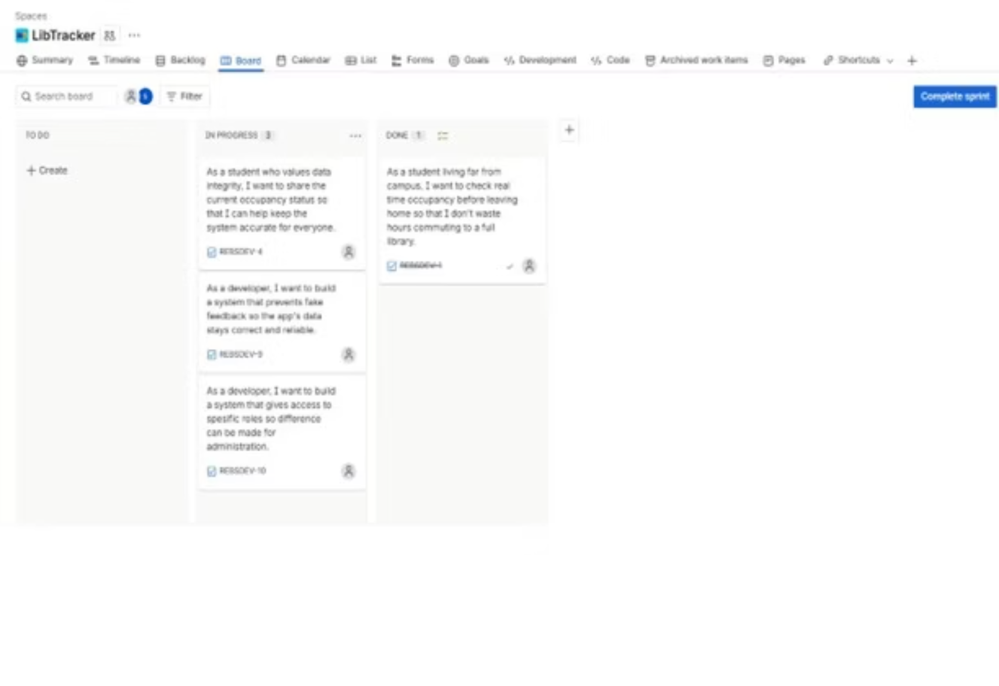 Spaces
LibTracker
Summary Timeline Backlog Board Calendar List Forms Goals Development Code Archived work items Pages Shortcuts
Search board Filter Complete sprint
TO DO
Create
IN PROGRESS 3
As a student who values data
integrity, I want to share the
current occupancy status so
that I can help keep the
system accurate for everyone.
REBSDEV-4
As a developer, I want to build
a system that prevents fake
feedback so the app's data
stays correct and reliable.
REBSDEV-9
As a developer, I want to build
a system that gives access to
spesific roles so difference
can be made for
administration.
REBSDEV-10
DONE 1
As a student living far from
campus, I want to check real
time occupancy before leaving
home so that I don't waste
hours commuting to a full
library.
REBSDEV-1